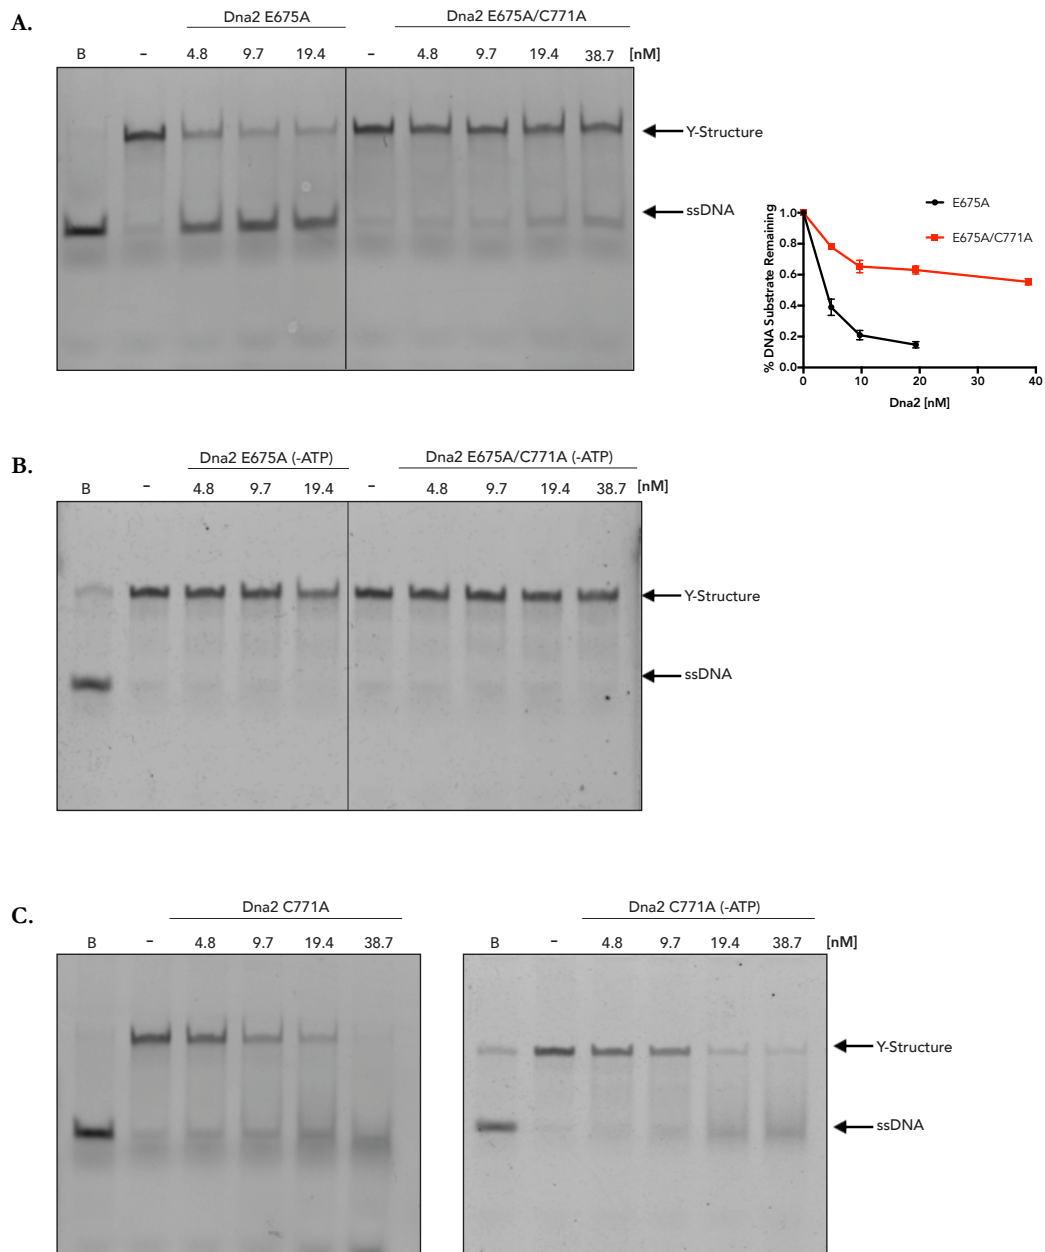 A.
Dna2 E675A
Dna2 E675A/C771A
B – 4.8 9.7 19.4 – 4.8 9.7 19.4 38.7 [nM]
Y-Structure
ssDNA
E675A
E675A/C771A
% DNA Substrate Remaining
1.0
0.8
0.6
0.4
0.2
0.0
0 10 20 30 40
Dna2 [nM]
B.
Dna2 E675A (-ATP)
Dna2 E675A/C771A (-ATP)
B – 4.8 9.7 19.4 – 4.8 9.7 19.4 38.7 [nM]
Y-Structure
ssDNA
C.
Dna2 C771A
Dna2 C771A (-ATP)
B – 4.8 9.7 19.4 38.7
B – 4.8 9.7 19.4 38.7 [nM]
Y-Structure
ssDNA